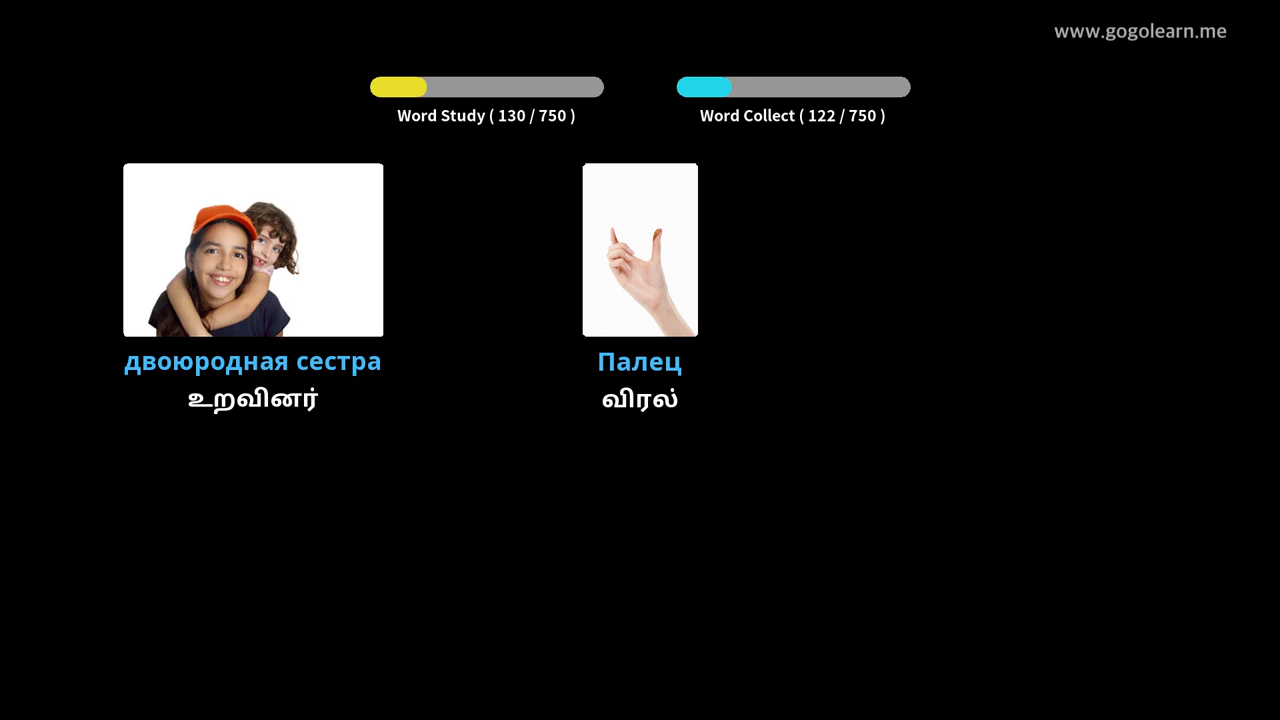 www.gogolearn.me
Word Study ( 130 / 750 )
Word Collect ( 122 / 750 )
двоюродная сестра
உறவினர்
Палец
விரல்